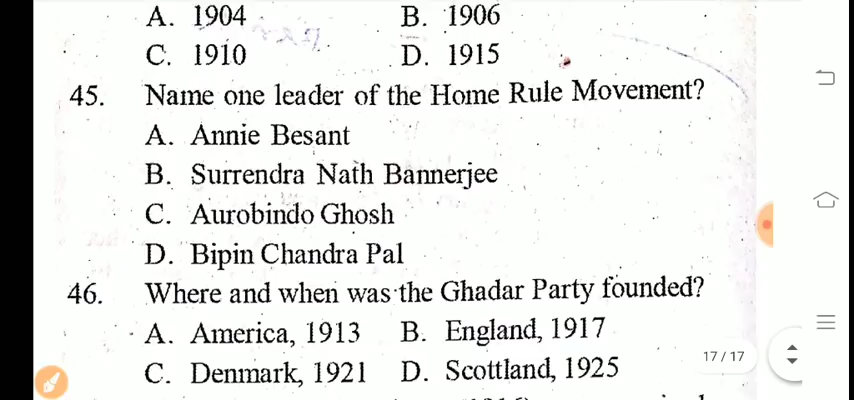 A. 1904 B. 1906
C. 1910 D. 1915
45. Name one leader of the Home Rule Movement?
A. Annie Besant
B. Surrendra Nath Bannerjee
C. Aurobindo Ghosh
D. Bipin Chandra Pal
46. Where and when was the Ghadar Party founded?
A. America, 1913 B. England, 1917
C. Denmark, 1921 D. Scottland, 1925
17 / 17